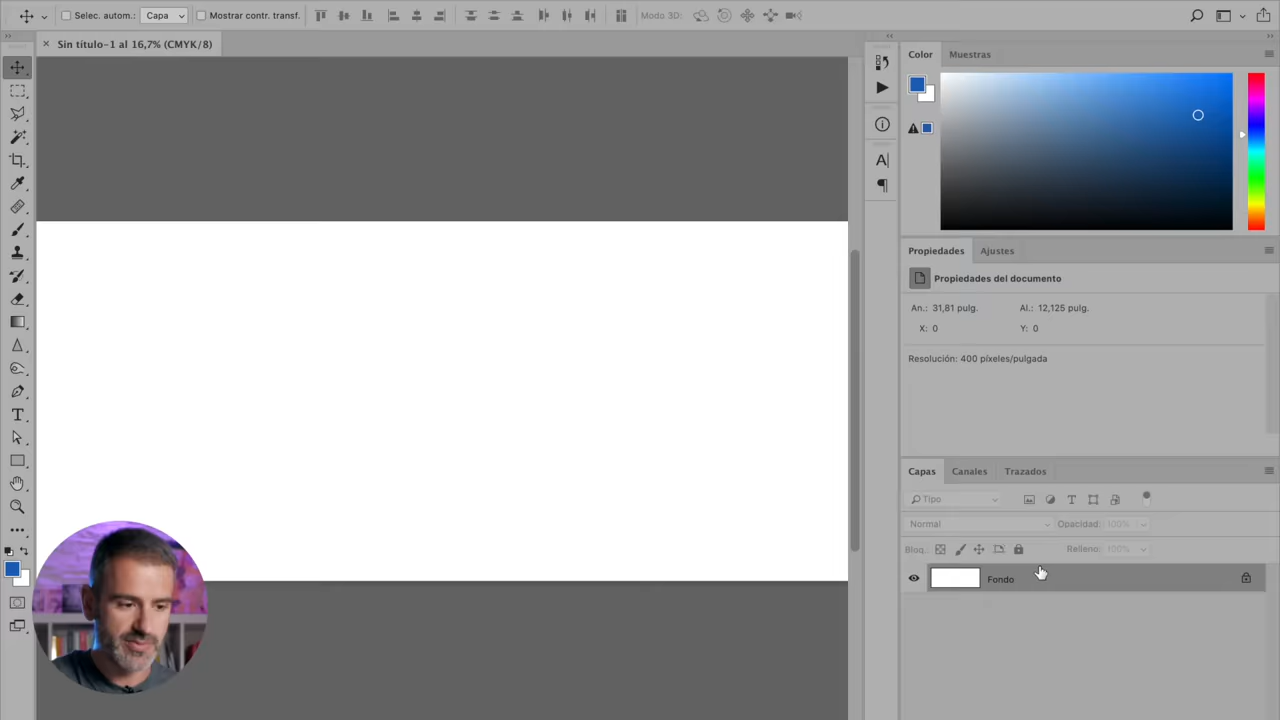 Selec. autom.: Capa Mostrar contr. transf. Modo 3D:
Sin título-1 al 16,7% (CMYK/8)
Color Muestras
Propiedades Ajustes
Propiedades del documento
An.: 31,81 pulg. Al.: 12,125 pulg.
X: 0 Y: 0
Resolución: 400 píxeles/pulgada
Capas Canales Trazados
Tipo
Normal Opacidad: 100%
Bloq.: Relleno: 100%
Fondo